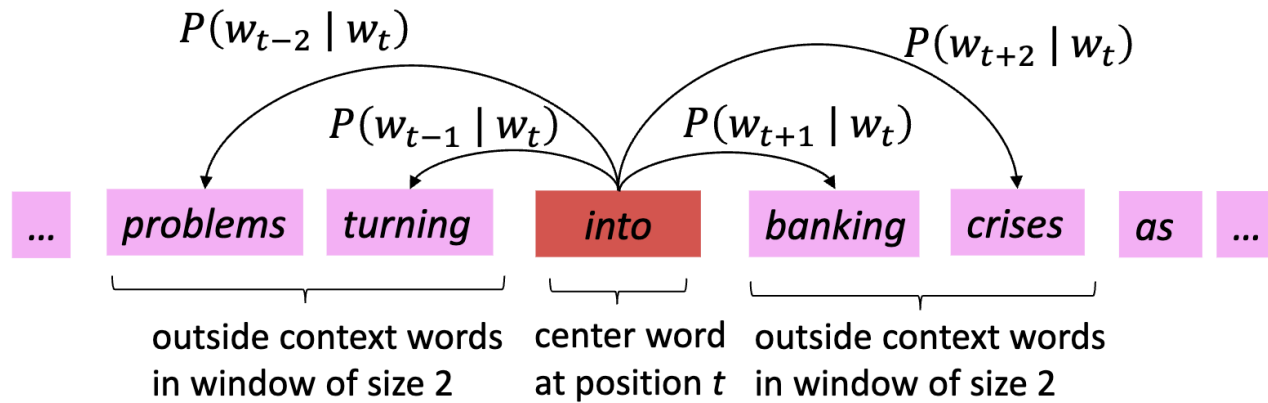 P(w_{t−2} | w_t)
P(w_{t+2} | w_t)
P(w_{t−1} | w_t)
P(w_{t+1} | w_t)
... problems turning into banking crises as ...
outside context words center word outside context words
in window of size 2 at position t in window of size 2